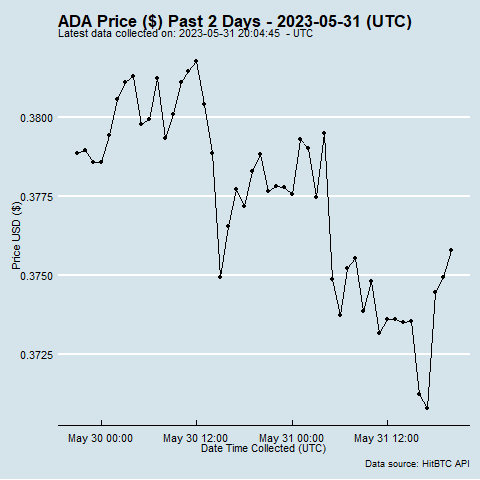 ADA Price ($) Past 2 Days - 2023-05-31 (UTC)
Latest data collected on: 2023-05-31 20:04:45 - UTC
0.3800
0.3775
0.3750
0.3725
Price USD ($)
May 30 00:00 May 30 12:00 May 31 00:00 May 31 12:00
Date Time Collected (UTC)
Data source: HitBTC API